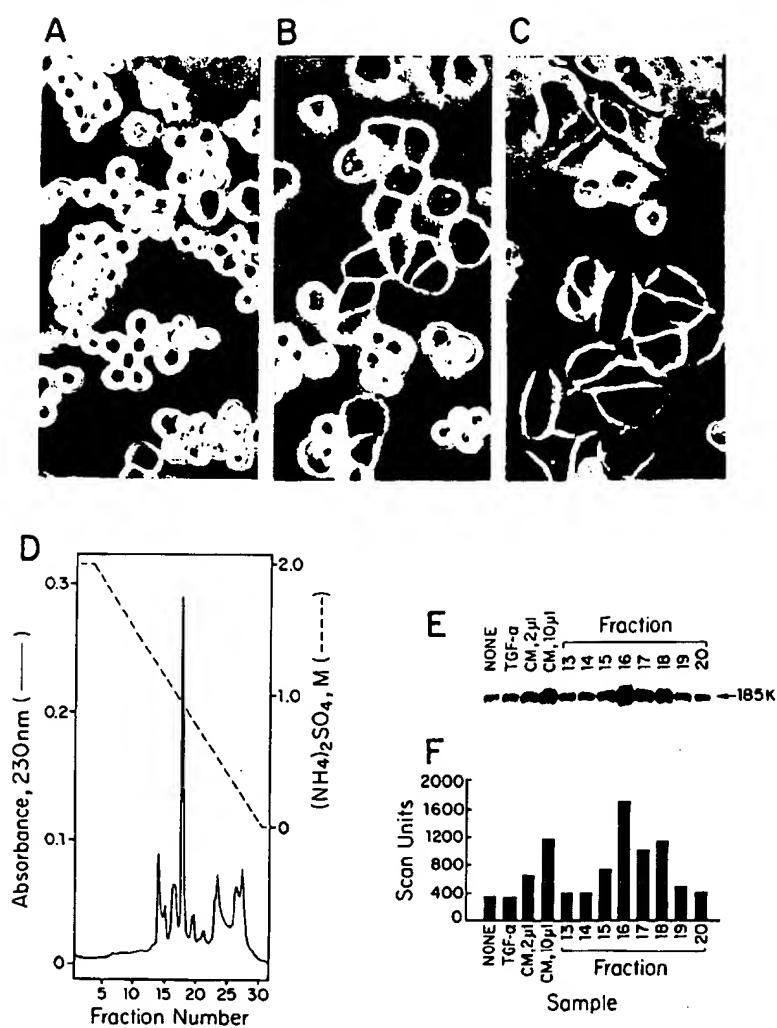 A B C
D
Absorbance, 230nm (——)
0.3
0.2
0.1
0
2.0
1.0
0
(NH4)2SO4, M (-----)
5 10 15 20 25 30
Fraction Number
E
NONE
TGF-α
CM, 2µl
CM, 10µl
Fraction
13 14 15 16 17 18 19 20
←185K
F
Scan Units
2000
1600
1200
800
400
0
NONE
TGF-α
CM, 2µl
CM, 10µl
13 14 15 16 17 18 19 20
Fraction
Sample